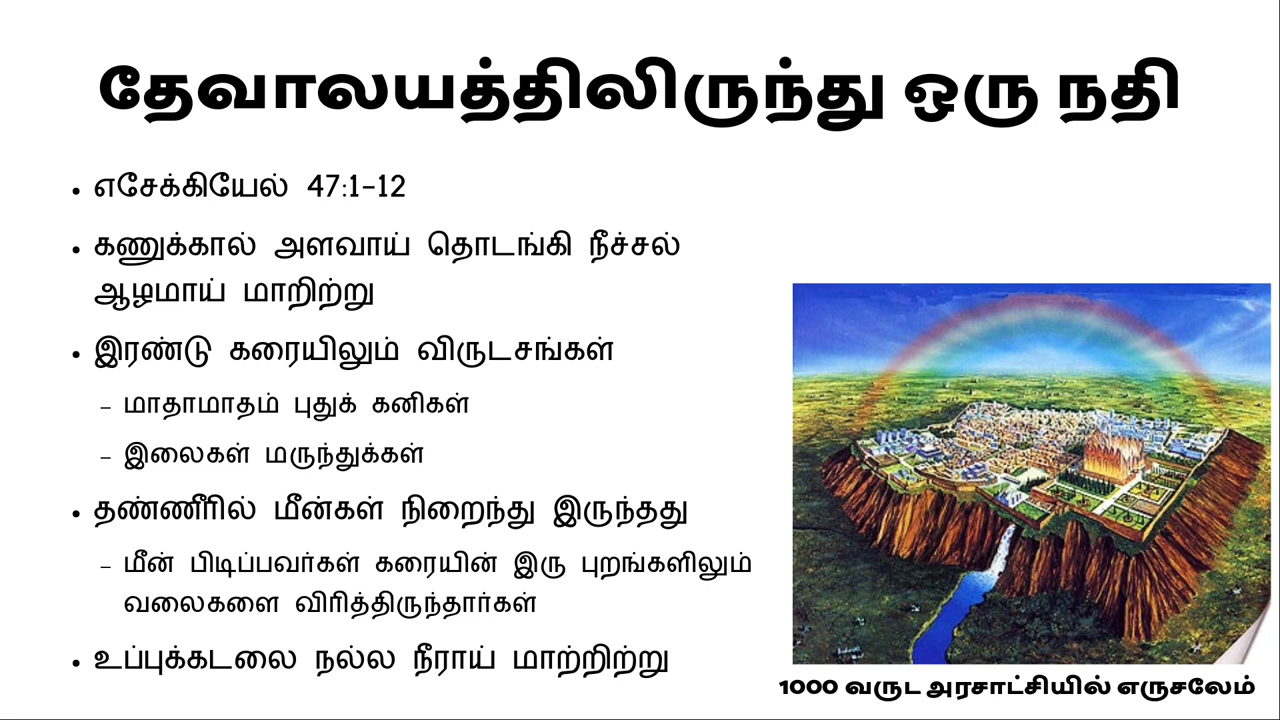 தேவாலயத்திலிருந்து ஒரு நதி
• எசேக்கியேல் 47:1-12
• கணுக்கால் அளவாய் தொடங்கி நீச்சல்
ஆழமாய் மாறிற்று
• இரண்டு கரையிலும் விருடசங்கள்
– மாதாமாதம் புதுக் கனிகள்
– இலைகள் மருந்துக்கள்
• தண்ணீரில் மீன்கள் நிறைந்து இருந்தது
– மீன் பிடிப்பவர்கள் கரையின் இரு புறங்களிலும்
வலைகளை விரித்திருந்தார்கள்
• உப்புக்கடலை நல்ல நீராய் மாற்றிற்று
1000 வருட அரசாட்சியில் எருசலேம்